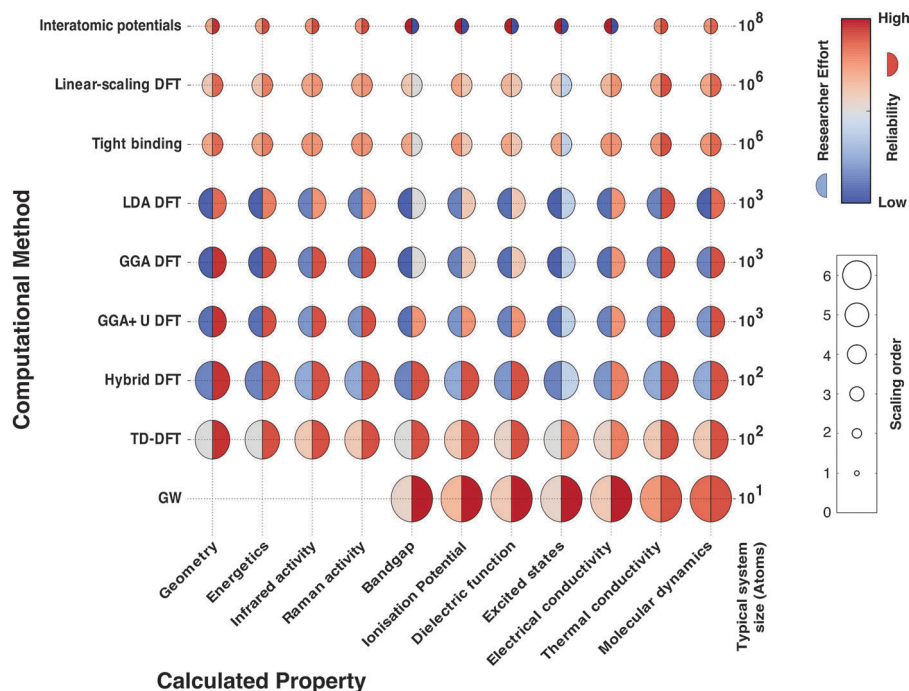 Computational Method
Interatomic potentials
10^8
Linear-scaling DFT
10^6
Tight binding
10^6
LDA DFT
10^3
GGA DFT
10^3
GGA+ U DFT
10^3
Hybrid DFT
10^2
TD-DFT
10^2
GW
10^1
Geometry
Energetics
Infrared activity
Raman activity
Bandgap
Ionisation Potential
Dielectric function
Excited states
Electrical conductivity
Thermal conductivity
Molecular dynamics
Typical system
size (Atoms)
Calculated Property
Researcher Effort
High
Low
Reliability
6
5
4
3
2
1
0
Scaling order